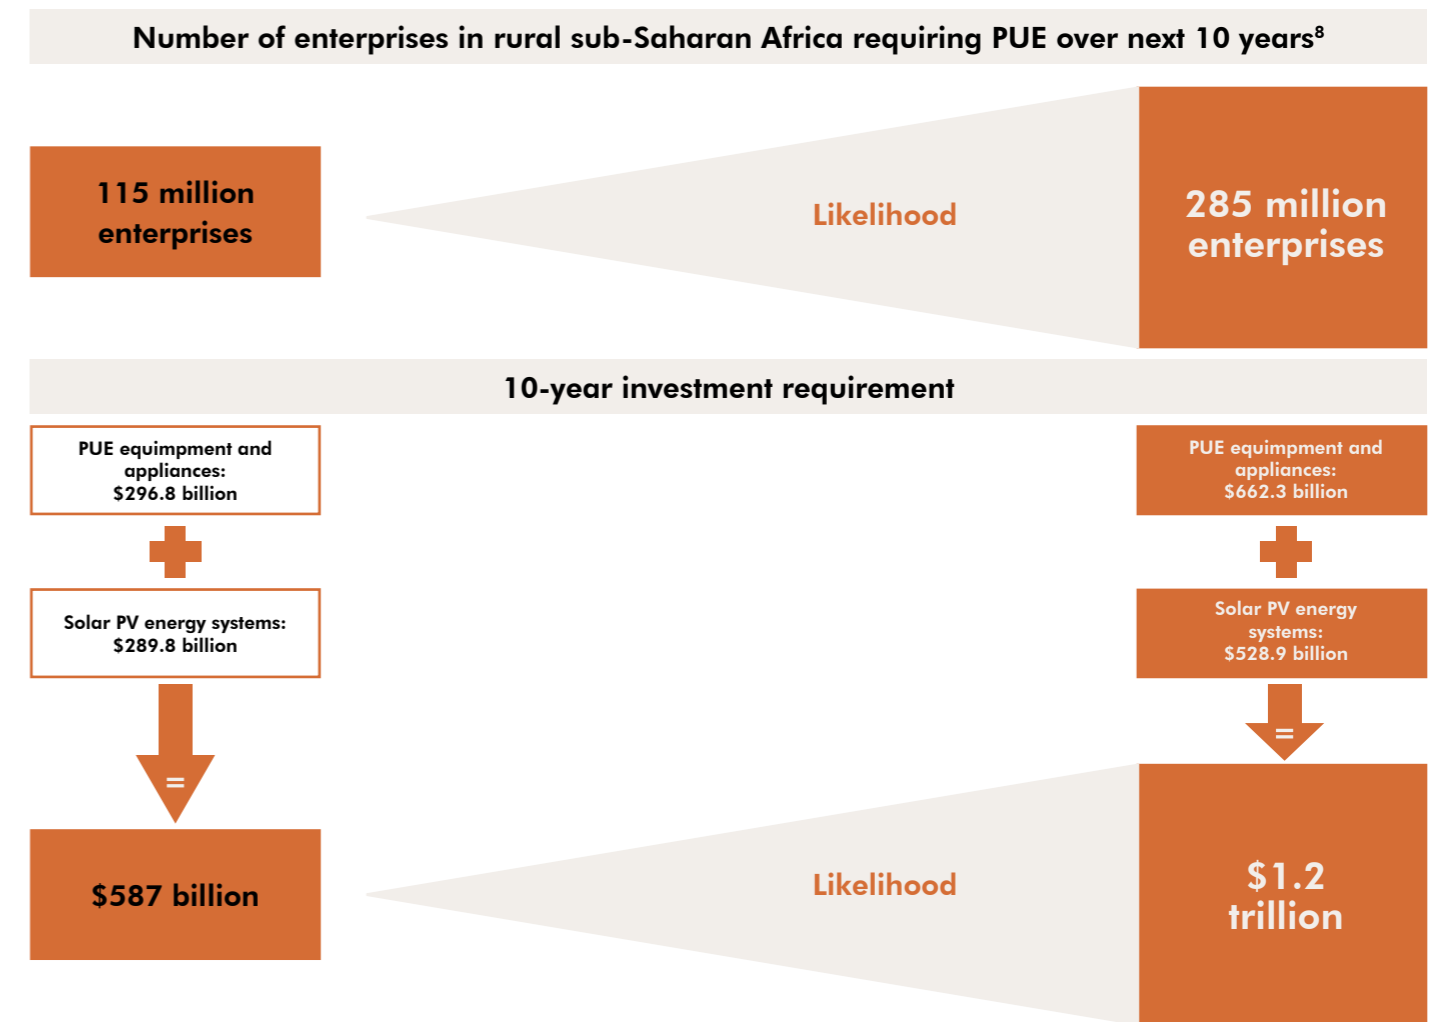 Number of enterprises in rural sub-Saharan Africa requiring PUE over next 10 years⁸
115 million
enterprises
Likelihood
285 million
enterprises
10-year investment requirement
PUE equimpment and
appliances:
$296.8 billion
PUE equimpment and
appliances:
$662.3 billion
Solar PV energy systems:
$289.8 billion
Solar PV energy
systems:
$528.9 billion
=
=
$587 billion
Likelihood
$1.2
trillion